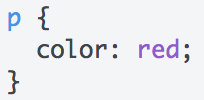 p {
  color: red;
}